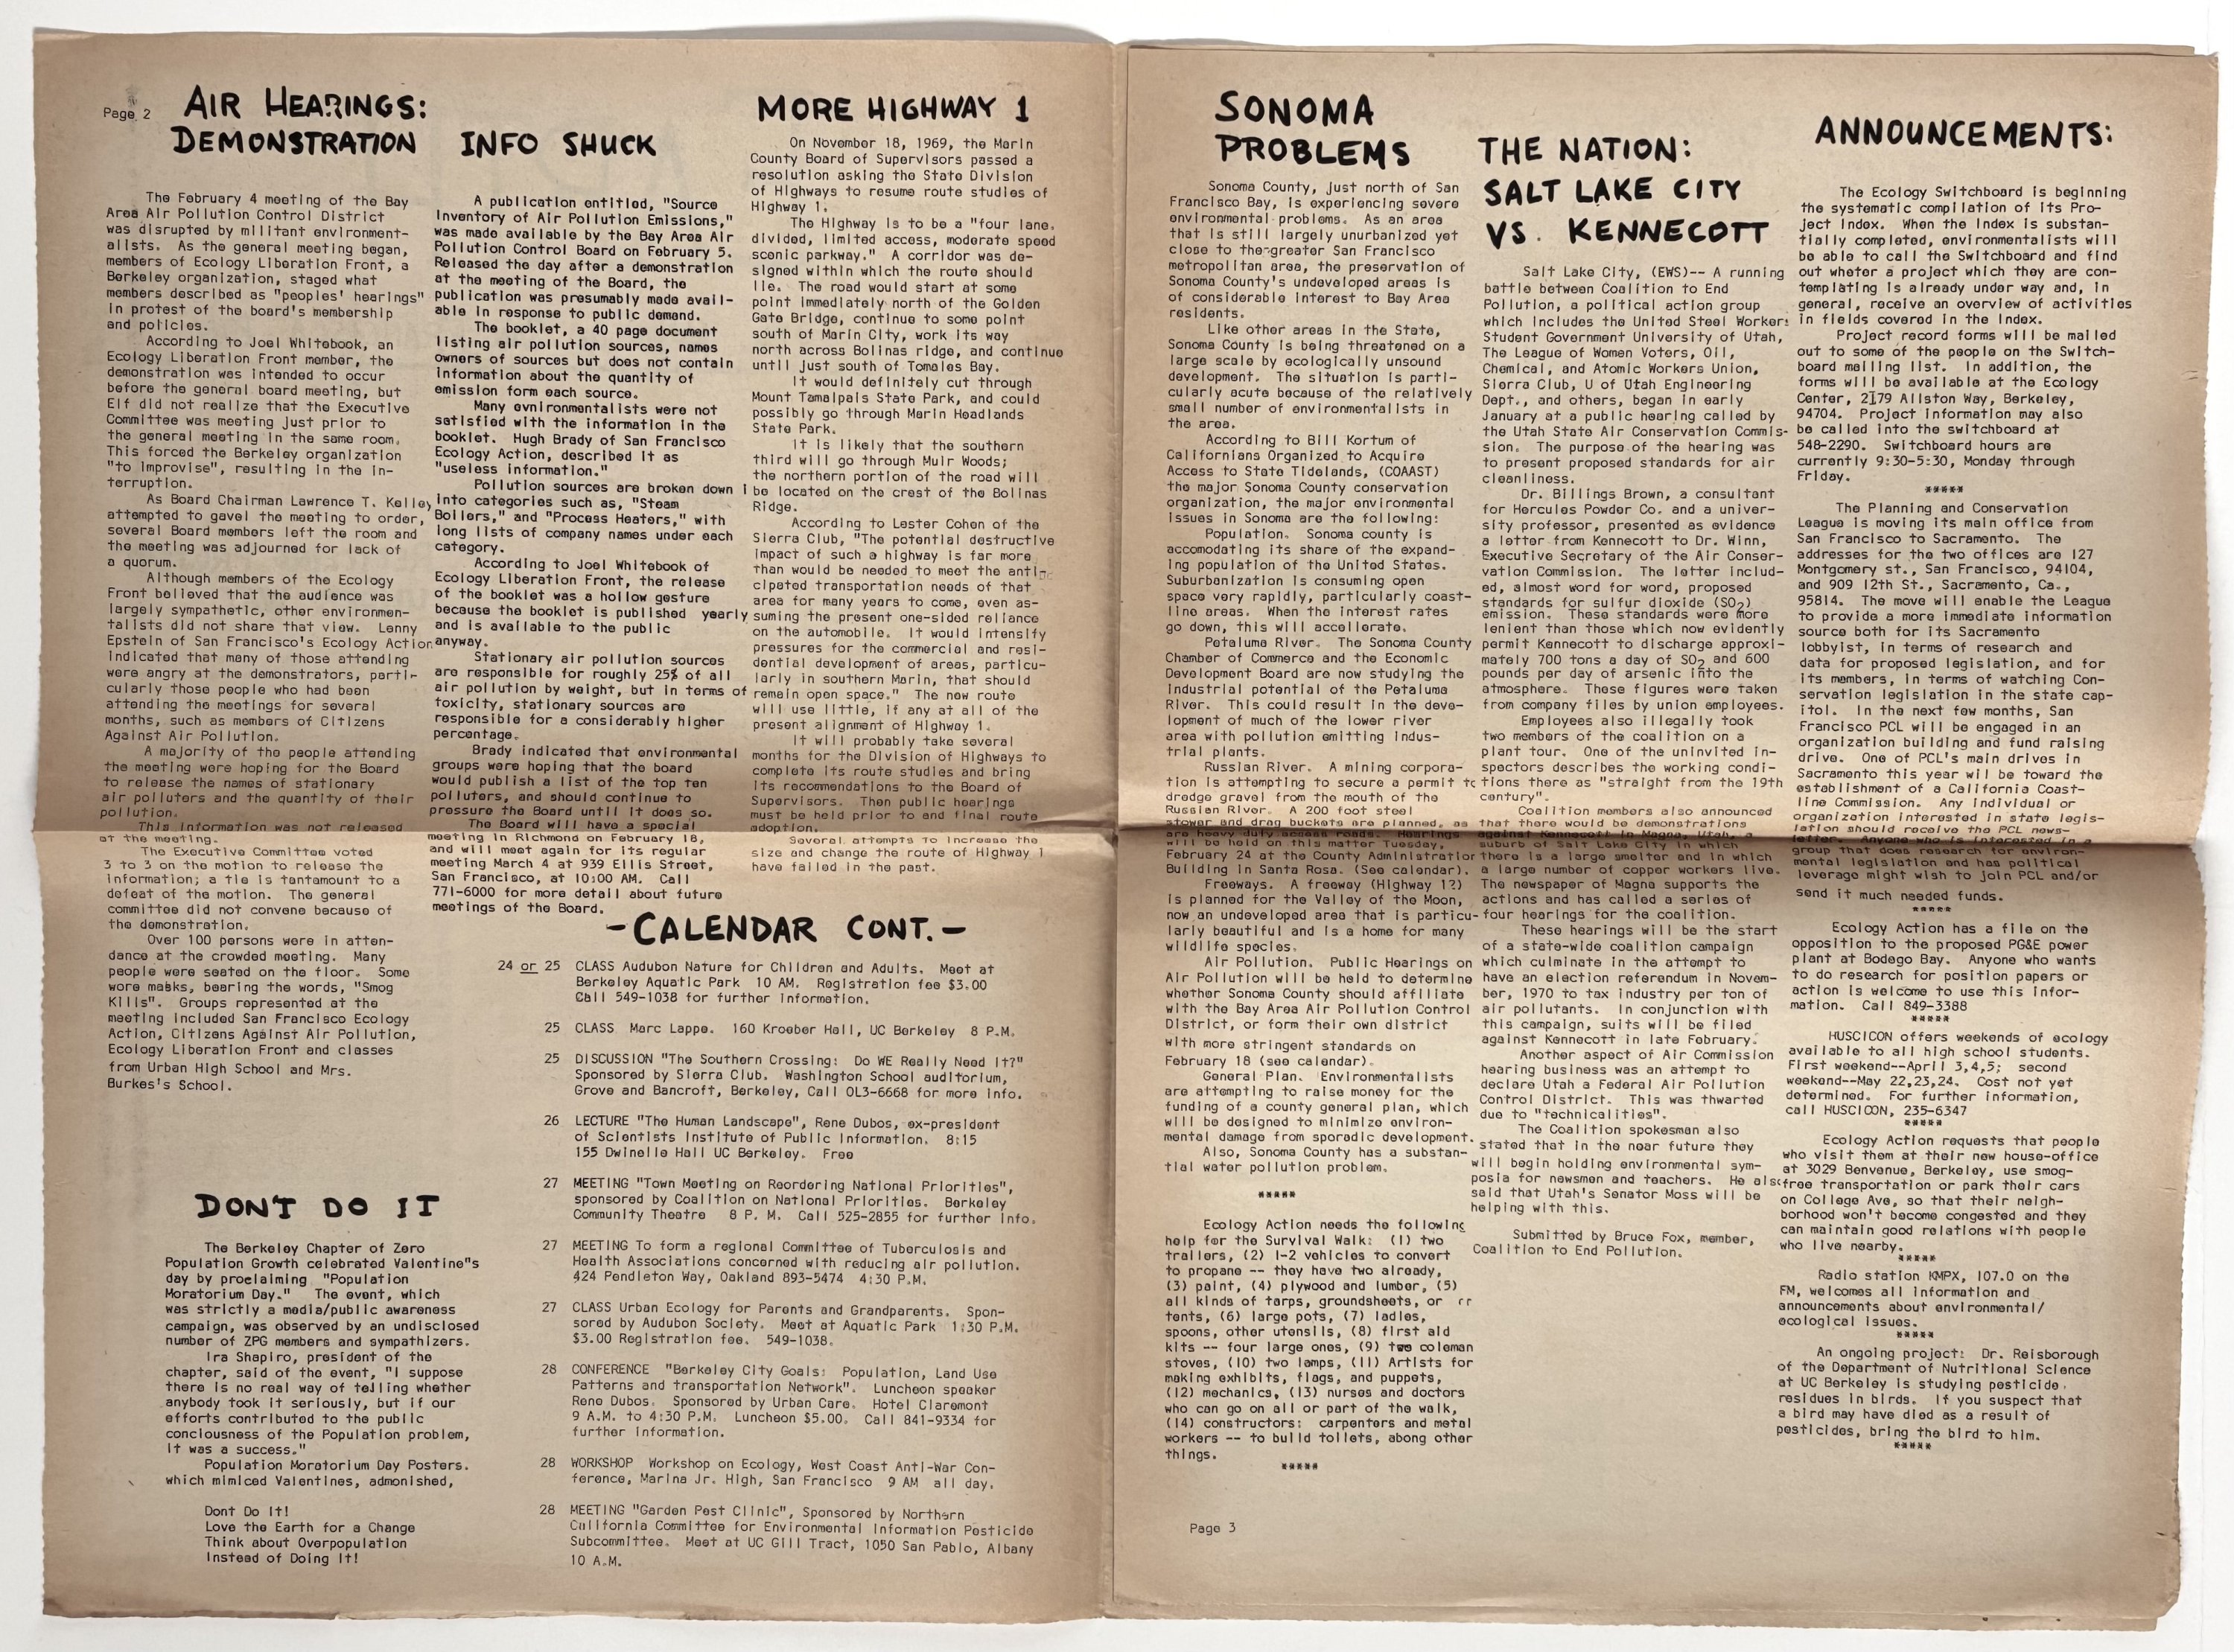 Page 2
AIR HEARINGS:
DEMONSTRATION
The February 4 meeting of the Bay
Area Air Pollution Control District
was disrupted by militant environment-
alists. As the general meeting began,
members of Ecology Liberation Front, a
Berkeley organization, staged what
members described as "peoples' hearings"
in protest of the board's membership
and policies.
According to Joel Whitebook, an
Ecology Liberation Front member, the
demonstration was intended to occur
before the general board meeting, but
Elf did not realize that the Executive
Committee was meeting just prior to
the general meeting in the same room.
This forced the Berkeley organization
"to improvise", resulting in the in-
terruption.
As Board Chairman Lawrence T. Kelley
attempted to gavel the meeting to order,
several Board members left the room and
the meeting was adjourned for lack of
a quorum.
Although members of the Ecology
Front believed that the audience was
largely sympathetic, other environmen-
talists did not share that view. Lenny
Epstein of San Francisco's Ecology Action
indicated that many of those attending
were angry at the demonstrators, parti-
cularly those people who had been
attending the meetings for several
months, such as members of Citizens
Against Air Pollution.
A majority of the people attending
the meeting were hoping for the Board
to release the names of stationary
air polluters and the quantity of their
pollution.
This information was not released
at the meeting.
The Executive Committee voted
3 to 3 on the motion to release the
information; a tie is tantamount to a
defeat of the motion. The general
committee did not convene because of
the demonstration.
Over 100 persons were in atten-
dance at the crowded meeting. Many
people were seated on the floor. Some
wore masks, bearing the words, "Smog
Kills". Groups represented at the
meeting included San Francisco Ecology
Action, Citizens Against Air Pollution,
Ecology Liberation Front and classes
from Urban High School and Mrs.
Burkes's School.
DONT DO IT
The Berkeley Chapter of Zero
Population Growth celebrated Valentine"s
day by proclaiming "Population
Moratorium Day." The event, which
was strictly a media/public awareness
campaign, was observed by an undisclosed
number of ZPG members and sympathizers.
Ira Shapiro, president of the
chapter, said of the event, "I suppose
there is no real way of telling whether
anybody took it seriously, but if our
efforts contributed to the public
conciousness of the Population problem,
it was a success."
Population Moratorium Day Posters.
which mimiced Valentines, admonished,
Dont Do It!
Love the Earth for a Change
Think about Overpopulation
Instead of Doing It!
INFO SHUCK
A publication entitled, "Source
Inventory of Air Pollution Emissions,"
was made available by the Bay Area Air
Pollution Control Board on February 5.
Released the day after a demonstration
at the meeting of the Board, the
publication was presumably made avail-
able in response to public demand.
The booklet, a 40 page document
listing air pollution sources, names
owners of sources but does not contain
information about the quantity of
emission form each source.
Many evnironmentalists were not
satisfied with the information in the
booklet. Hugh Brady of San Francisco
Ecology Action, described it as
"useless information."
Pollution sources are broken down
into categories such as, "Steam
Boilers," and "Process Heaters," with
long lists of company names under each
category.
According to Joel Whitebook of
Ecology Liberation Front, the release
of the booklet was a hollow gesture
because the booklet is published yearly
and is available to the public
anyway.
Stationary air pollution sources
are responsible for roughly 25% of all
air pollution by weight, but in terms of
toxicity, stationary sources are
responsible for a considerably higher
percentage.
Brady indicated that environmental
groups were hoping that the board
would publish a list of the top ten
polluters, and should continue to
pressure the Board until it does so.
The Board will have a special
meeting in Richmond on February 18,
and will meet again for its regular
meeting March 4 at 939 Ellis Street,
San Francisco, at 10:00 AM. Call
771-6000 for more detail about future
meetings of the Board.
MORE HIGHWAY 1
On November 18, 1969, the Marin
County Board of Supervisors passed a
resolution asking the State Division
of Highways to resume route studies of
Highway 1.
The Highway is to be a "four lane,
divided, limited access, moderate speed
scenic parkway." A corridor was de-
signed within which the route should
lie. The road would start at some
point immediately north of the Golden
Gate Bridge, continue to some point
south of Marin City, work its way
north across Bolinas ridge, and continue
until just south of Tomales Bay.
It would definitely cut through
Mount Tamalpais State Park, and could
possibly go through Marin Headlands
State Park.
It is likely that the southern
third will go through Muir Woods;
the northern portion of the road will
be located on the crest of the Bolinas
Ridge.
According to Lester Cohen of the
Sierra Club, "The potential destructive
impact of such a highway is far more
than would be needed to meet the anti-
cipated transportation needs of that
area for many years to come, even as-
suming the present one-sided reliance
on the automobile. It would intensify
pressures for the commercial and resi-
dential development of areas, particu-
larly in southern Marin, that should
remain open space." The new route
will use little, if any at all of the
present alignment of Highway 1.
It will probably take several
months for the Division of Highways to
complete its route studies and bring
its recommendations to the Board of
Supervisors. Then public hearings
must be held prior to and final route
adoption.
Several attempts to increase the
size and change the route of Highway 1
have failed in the past.
-CALENDAR CONT.-
24 or 25 CLASS Audubon Nature for Children and Adults. Meet at
Berkeley Aquatic Park 10 AM. Registration fee $3.00
Call 549-1038 for further information.
25 CLASS Marc Lappe. 160 Kroeber Hall, UC Berkeley 8 P.M.
25 DISCUSSION "The Southern Crossing: Do WE Really Need It?"
Sponsored by Sierra Club. Washington School auditorium,
Grove and Bancroft, Berkeley, Call OL3-6668 for more info.
26 LECTURE "The Human Landscape", Rene Dubos, ex-president
of Scientists Institute of Public Information. 8:15
155 Dwinelle Hall UC Berkeley. Free
27 MEETING "Town Meeting on Reordering National Priorities",
sponsored by Coalition on National Priorities. Berkeley
Community Theatre 8 P. M. Call 525-2855 for further info.
27 MEETING To form a regional Committee of Tuberculosis and
Health Associations concerned with reducing air pollution.
424 Pendleton Way, Oakland 893-5474 4:30 P.M.
27 CLASS Urban Ecology for Parents and Grandparents. Spon-
sored by Audubon Society. Meet at Aquatic Park 1:30 P.M.
$3.00 Registration fee. 549-1038.
28 CONFERENCE "Berkeley City Goals: Population, Land Use
Patterns and transportation Network". Luncheon speaker
Rene Dubos. Sponsored by Urban Care. Hotel Claremont
9 A.M. to 4:30 P.M. Luncheon $5.00. Call 841-9334 for
further information.
28 WORKSHOP Workshop on Ecology, West Coast Anti-War Con-
ference, Marina Jr. High, San Francisco 9 AM all day.
28 MEETING "Garden Pest Clinic", Sponsored by Northern
California Committee for Environmental Information Pesticide
Subcommittee. Meet at UC Gill Tract, 1050 San Pablo, Albany
10 A.M.
SONOMA
PROBLEMS
Sonoma County, just north of San
Francisco Bay, is experiencing severe
environmental problems. As an area
that is still largely unurbanized yet
close to the greater San Francisco
metropolitan area, the preservation of
Sonoma County's undeveloped areas is
of considerable interest to Bay Area
residents.
Like other areas in the State,
Sonoma County is being threatened on a
large scale by ecologically unsound
development. The situation is parti-
cularly acute because of the relatively
small number of environmentalists in
the area.
According to Bill Kortum of
Californians Organized to Acquire
Access to State Tidelands, (COAAST)
the major Sonoma County conservation
organization, the major environmental
issues in Sonoma are the following:
Population. Sonoma county is
accomodating its share of the expand-
ing population of the United States.
Suburbanization is consuming open
space very rapidly, particularly coast-
line areas. When the interest rates
go down, this will accellerate.
Petaluma River. The Sonoma County
Chamber of Commerce and the Economic
Development Board are now studying the
industrial potential of the Petaluma
River. This could result in the deve-
lopment of much of the lower river
area with pollution emitting indus-
trial plants.
Russian River. A mining corpora-
tion is attempting to secure a permit to
dredge gravel from the mouth of the
Russian River. A 200 foot steel
stower and drag buckets are planned, as
are heavy duty access roads. Hearings
will be held on this matter Tuesday,
February 24 at the County Administration
Building in Santa Rosa. (See calendar).
Freeways. A freeway (Highway 12)
is planned for the Valley of the Moon,
now an undeveloped area that is particu-
larly beautiful and is a home for many
wildlife species.
Air Pollution. Public Hearings on
Air Pollution will be held to determine
whether Sonoma County should affiliate
with the Bay Area Air Pollution Control
District, or form their own district
with more stringent standards on
February 18 (see calendar).
General Plan. Environmentalists
are attempting to raise money for the
funding of a county general plan, which
will be designed to minimize environ-
mental damage from sporadic development.
Also, Sonoma County has a substan-
tial water pollution problem.
*****
Ecology Action needs the following
help for the Survival Walk: (1) two
trailers, (2) 1-2 vehicles to convert
to propane -- they have two already,
(3) paint, (4) plywood and lumber, (5)
all kinds of tarps, groundsheets, or
tents, (6) large pots, (7) ladles,
spoons, other utensils, (8) first aid
kits -- four large ones, (9) two coleman
stoves, (10) two lamps, (11) Artists for
making exhibits, flags, and puppets,
(12) mechanics, (13) nurses and doctors
who can go on all or part of the walk,
(14) constructors: carpenters and metal
workers -- to build toilets, abong other
things.
*****
Page 3
THE NATION:
SALT LAKE CITY
VS. KENNECOTT
Salt Lake City, (EWS)-- A running
battle between Coalition to End
Pollution, a political action group
which includes the United Steel Workers
Student Government University of Utah,
The League of Women Voters, Oil,
Chemical, and Atomic Workers Union,
Sierra Club, U of Utah Engineering
Dept., and others, began in early
January at a public hearing called by
the Utah State Air Conservation Commis-
sion. The purpose of the hearing was
to present proposed standards for air
cleanliness.
Dr. Billings Brown, a consultant
for Hercules Powder Co. and a univer-
sity professor, presented as evidence
a letter from Kennecott to Dr. Winn,
Executive Secretary of the Air Conser-
vation Commission. The letter includ-
ed, almost word for word, proposed
standards for sulfur dioxide (SO2)
emission. These standards were more
lenient than those which now evidently
permit Kennecott to discharge approxi-
mately 700 tons a day of SO2 and 600
pounds per day of arsenic into the
atmosphere. These figures were taken
from company files by union employees.
Employees also illegally took
two members of the coalition on a
plant tour. One of the uninvited in-
spectors describes the working condi-
tions there as "straight from the 19th
century".
Coalition members also announced
that there would be demonstrations
against Kennecott in Magna, Utah, a
suburb of Salt Lake City in which
there is a large smelter and in which
a large number of copper workers live.
The newspaper of Magna supports the
actions and has called a series of
four hearings for the coalition.
These hearings will be the start
of a state-wide coalition campaign
which culminate in the attempt to
have an election referendum in Novem-
ber, 1970 to tax industry per ton of
air pollutants. In conjunction with
this campaign, suits will be filed
against Kennecott in late February.
Another aspect of Air Commission
hearing business was an attempt to
declare Utah a Federal Air Pollution
Control District. This was thwarted
due to "technicalities".
The Coalition spokesman also
stated that in the near future they
will begin holding environmental sym-
posia for newsmen and teachers. He also
said that Utah's Senator Moss will be
helping with this.
Submitted by Bruce Fox, member,
Coalition to End Pollution.
ANNOUNCEMENTS:
The Ecology Switchboard is beginning
the systematic compilation of its Pro-
ject Index. When the Index is substan-
tially completed, environmentalists will
be able to call the Switchboard and find
out wheter a project which they are con-
templating is already under way and, in
general, receive an overview of activities
in fields covered in the Index.
Project record forms will be mailed
out to some of the people on the Switch-
board mailing list. In addition, the
forms will be available at the Ecology
Center, 2179 Allston Way, Berkeley,
94704. Project information may also
be called into the switchboard at
548-2290. Switchboard hours are
currently 9:30-5:30, Monday through
Friday.
*****
The Planning and Conservation
League is moving its main office from
San Francisco to Sacramento. The
addresses for the two offices are 127
Montgomery st., San Francisco, 94104,
and 909 12th St., Sacramento, Ca.,
95814. The move will enable the League
to provide a more immediate information
source both for its Sacramento
lobbyist, in terms of research and
data for proposed legislation, and for
its members, in terms of watching Con-
servation legislation in the state cap-
itol. In the next few months, San
Francisco PCL will be engaged in an
organization building and fund raising
drive. One of PCL's main drives in
Sacramento this year will be toward the
establishment of a California Coast-
line Commission. Any individual or
organization interested in state legis-
lation should receive the PCL news-
letter. Anyone who is interested in a
group that does research for environ-
mental legislation and has political
leverage might wish to join PCL and/or
send it much needed funds.
*****
Ecology Action has a file on the
opposition to the proposed PG&E power
plant at Bodego Bay. Anyone who wants
to do research for position papers or
action is welcome to use this infor-
mation. Call 849-3388
*****
HUSCICON offers weekends of ecology
available to all high school students.
First weekend--April 3,4,5; second
weekend--May 22,23,24. Cost not yet
determined. For further information,
call HUSCICON, 235-6347
*****
Ecology Action requests that people
who visit them at their new house-office
at 3029 Benvenue, Berkeley, use smog-
free transportation or park their cars
on College Ave, so that their neigh-
borhood won't become congested and they
can maintain good relations with people
who live nearby.
*****
Radio station KMPX, 107.0 on the
FM, welcomes all information and
announcements about environmental/
ecological issues.
*****
An ongoing project: Dr. Reisborough
of the Department of Nutritional Science
at UC Berkeley is studying pesticide
residues in birds. If you suspect that
a bird may have died as a result of
pesticides, bring the bird to him.
*****